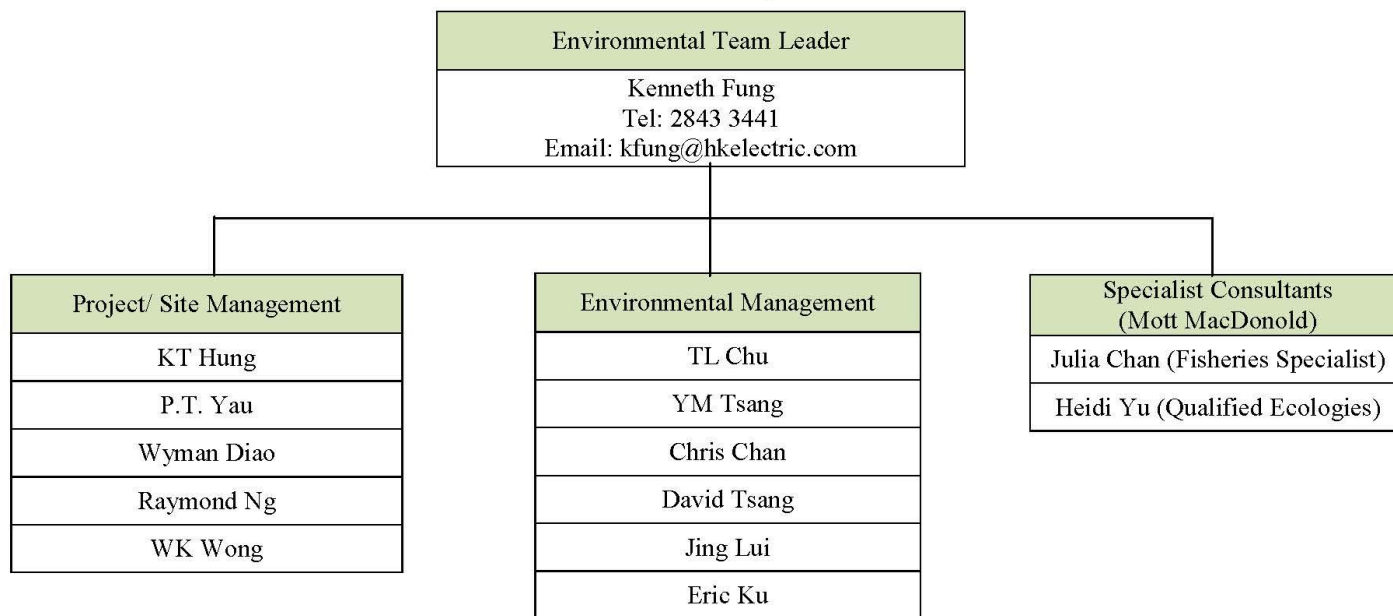 Environmental Team Leader
Kenneth Fung
Tel: 2843 3441
Email: kfung@hkelectric.com
Project/ Site Management
KT Hung
P.T. Yau
Wyman Diao
Raymond Ng
WK Wong
Environmental Management
TL Chu
YM Tsang
Chris Chan
David Tsang
Jing Lui
Eric Ku
Specialist Consultants
(Mott MacDonold)
Julia Chan (Fisheries Specialist)
Heidi Yu (Qualified Ecologies)